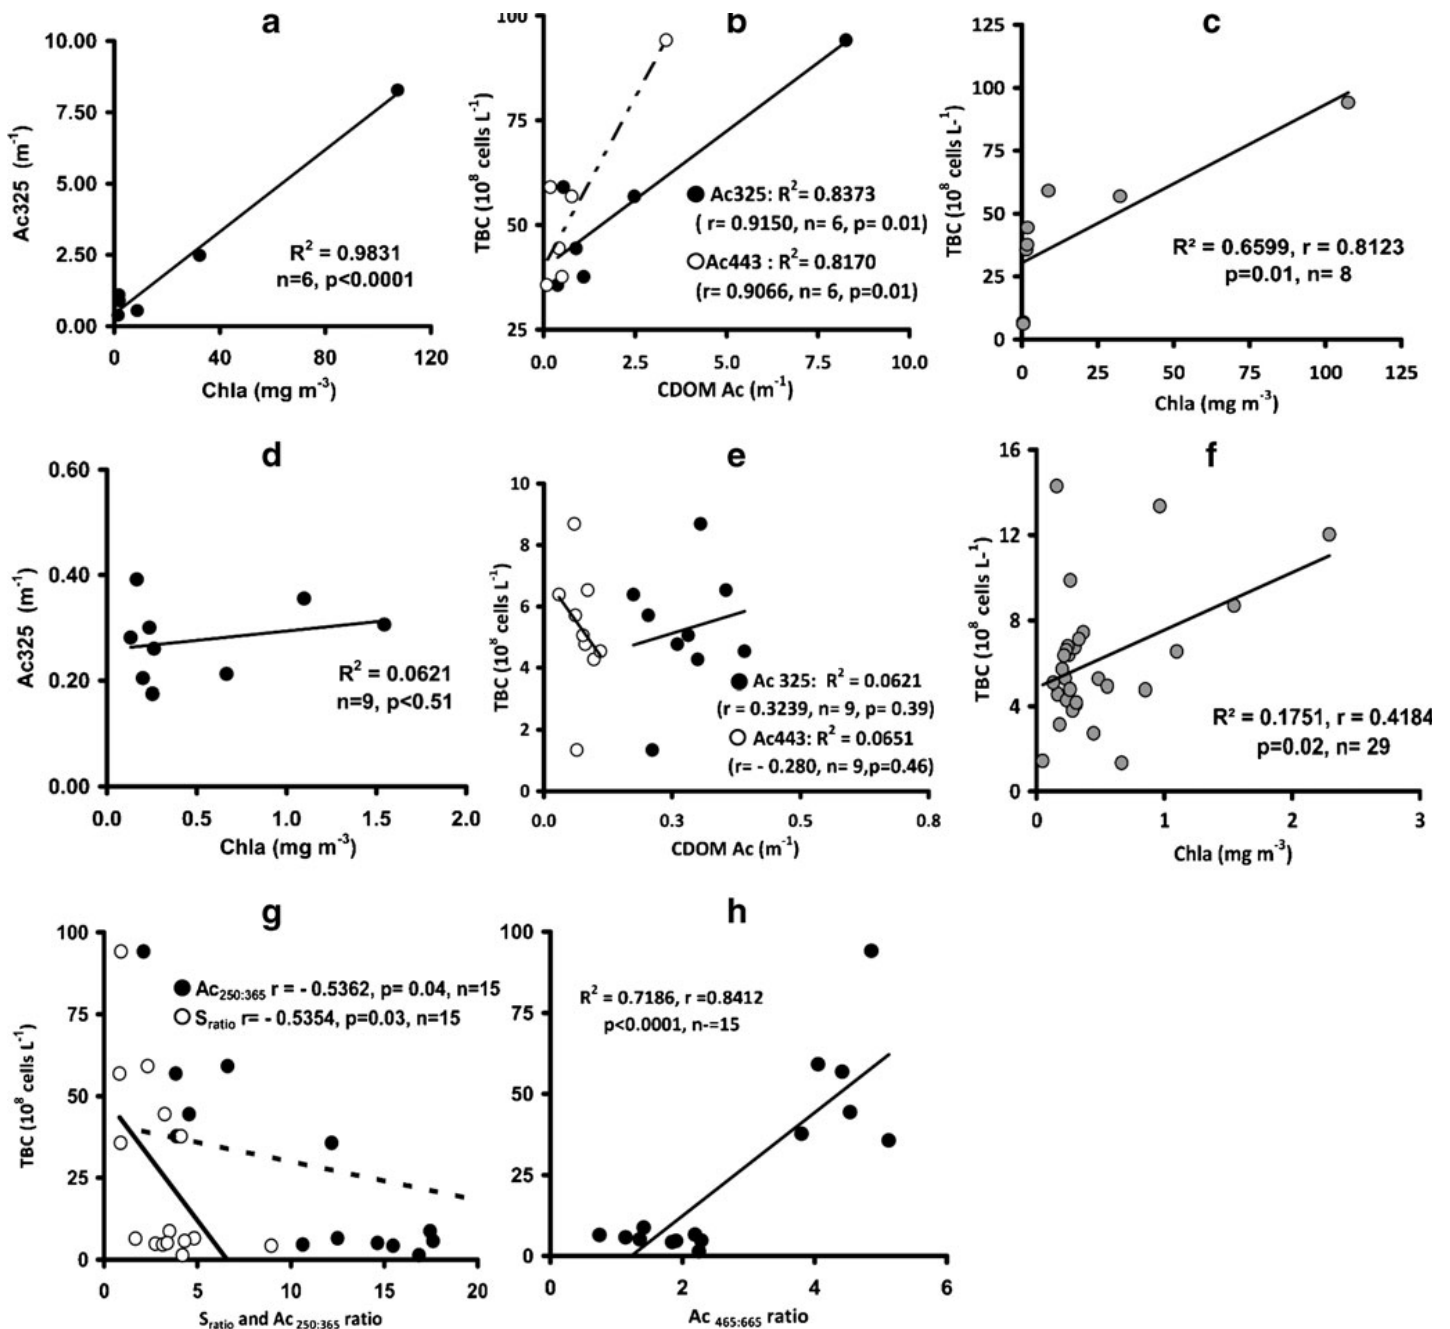 a
10.00
7.50
5.00
2.50
0.00
Ac325 (m⁻¹)
R² = 0.9831
n=6, p<0.0001
0 40 80 120
Chla (mg m⁻³)
b
100
75
50
25
TBC (10⁸ cells L⁻¹)
Ac325: R²= 0.8373
( r= 0.9150, n= 6, p= 0.01)
Ac443 : R²= 0.8170
(r= 0.9066, n= 6, p=0.01)
0.0 2.5 5.0 7.5 10.0
CDOM Ac (m⁻¹)
c
125
100
75
50
25
0
TBC (10⁸ cells L-¹)
R² = 0.6599, r = 0.8123
p=0.01, n= 8
0 25 50 75 100 125
Chla (mg m⁻³)
d
0.60
0.40
0.20
0.00
Ac325 (m⁻¹)
R² = 0.0621
n=9, p<0.51
0.0 0.5 1.0 1.5 2.0
Chla (mg m⁻³)
e
10
8
6
4
2
0
TBC (10⁸ cells L⁻¹)
Ac 325: R² = 0.0621
(r = 0.3239, n= 9, p= 0.39)
Ac443: R² = 0.0651
(r= - 0.280, n= 9,p=0.46)
0.0 0.3 0.5 0.8
CDOM Ac (m⁻¹)
f
16
12
8
4
0
TBC (10⁸ cells L-¹)
R² = 0.1751, r = 0.4184
p=0.02, n= 29
0 1 2 3
Chla (mg m⁻³)
g
100
75
50
25
0
TBC (10⁸ cells L⁻¹)
Ac₂₅₀:₃₆₅ r = - 0.5362, p= 0.04, n=15
S_ratio r= - 0.5354, p=0.03, n=15
0 5 10 15 20
S_ratio and Ac ₂₅₀:₃₆₅ ratio
h
100
75
50
25
0
R² = 0.7186, r =0.8412
p<0.0001, n-=15
0 2 4 6
Ac ₄₆₅:₆₆₅ ratio